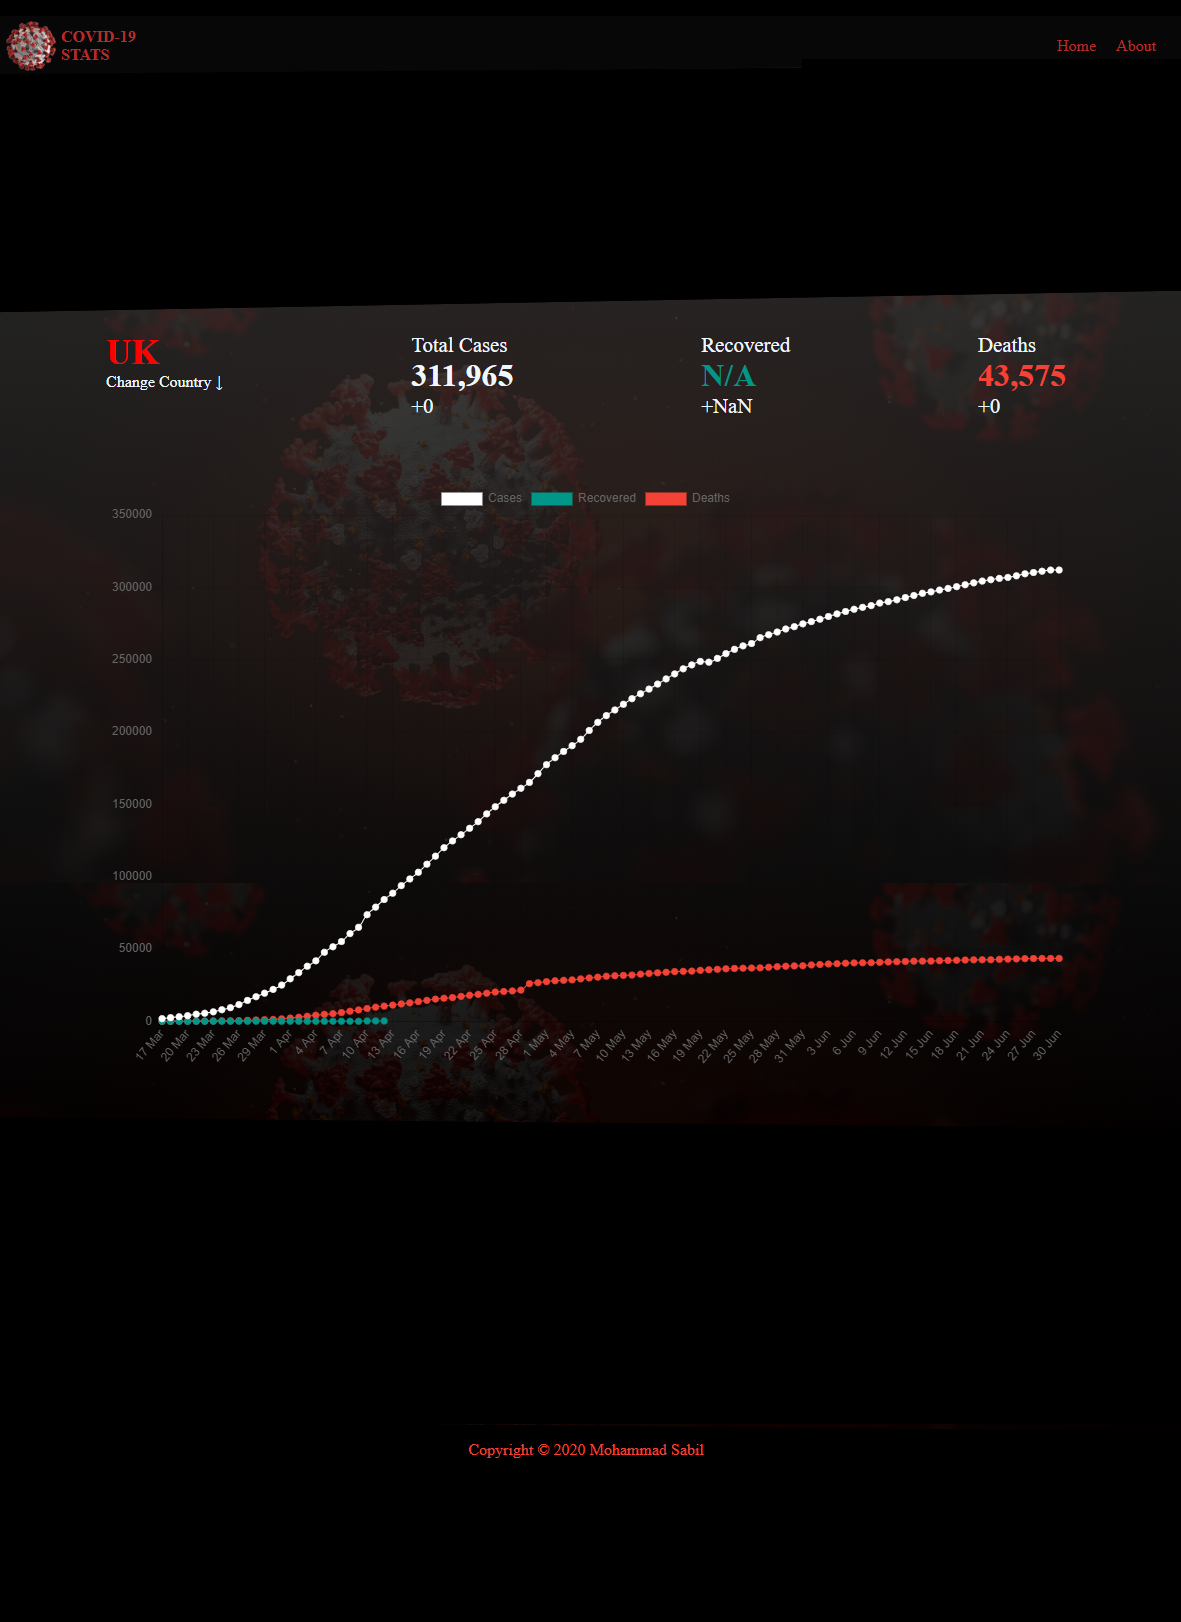 COVID-19
STATS
Home
About
UK
Change Country ↓
Total Cases
311,965
+0
Recovered
N/A
+NaN
Deaths
43,575
+0
Cases
Recovered
Deaths
350000
300000
250000
200000
150000
100000
50000
0
17 Mar
20 Mar
23 Mar
26 Mar
29 Mar
1 Apr
4 Apr
7 Apr
10 Apr
13 Apr
16 Apr
19 Apr
22 Apr
25 Apr
28 Apr
1 May
4 May
7 May
10 May
13 May
16 May
19 May
22 May
25 May
28 May
31 May
3 Jun
6 Jun
9 Jun
12 Jun
15 Jun
18 Jun
21 Jun
24 Jun
27 Jun
30 Jun
Copyright © 2020 Mohammad Sabil